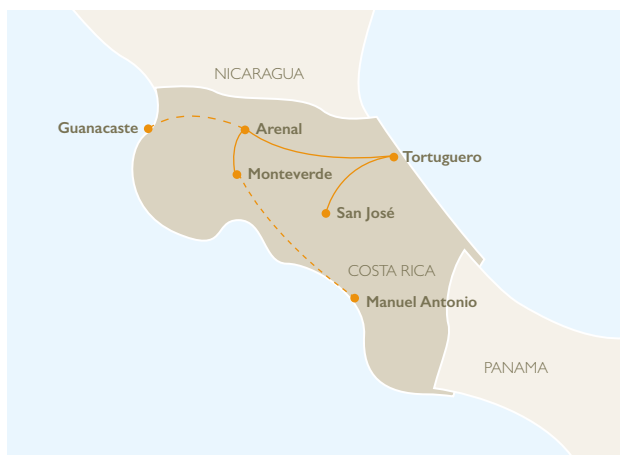 NICARAGUA
Guanacaste
Arenal
Tortuguero
Monteverde
San José
COSTA RICA
Manuel Antonio
PANAMA